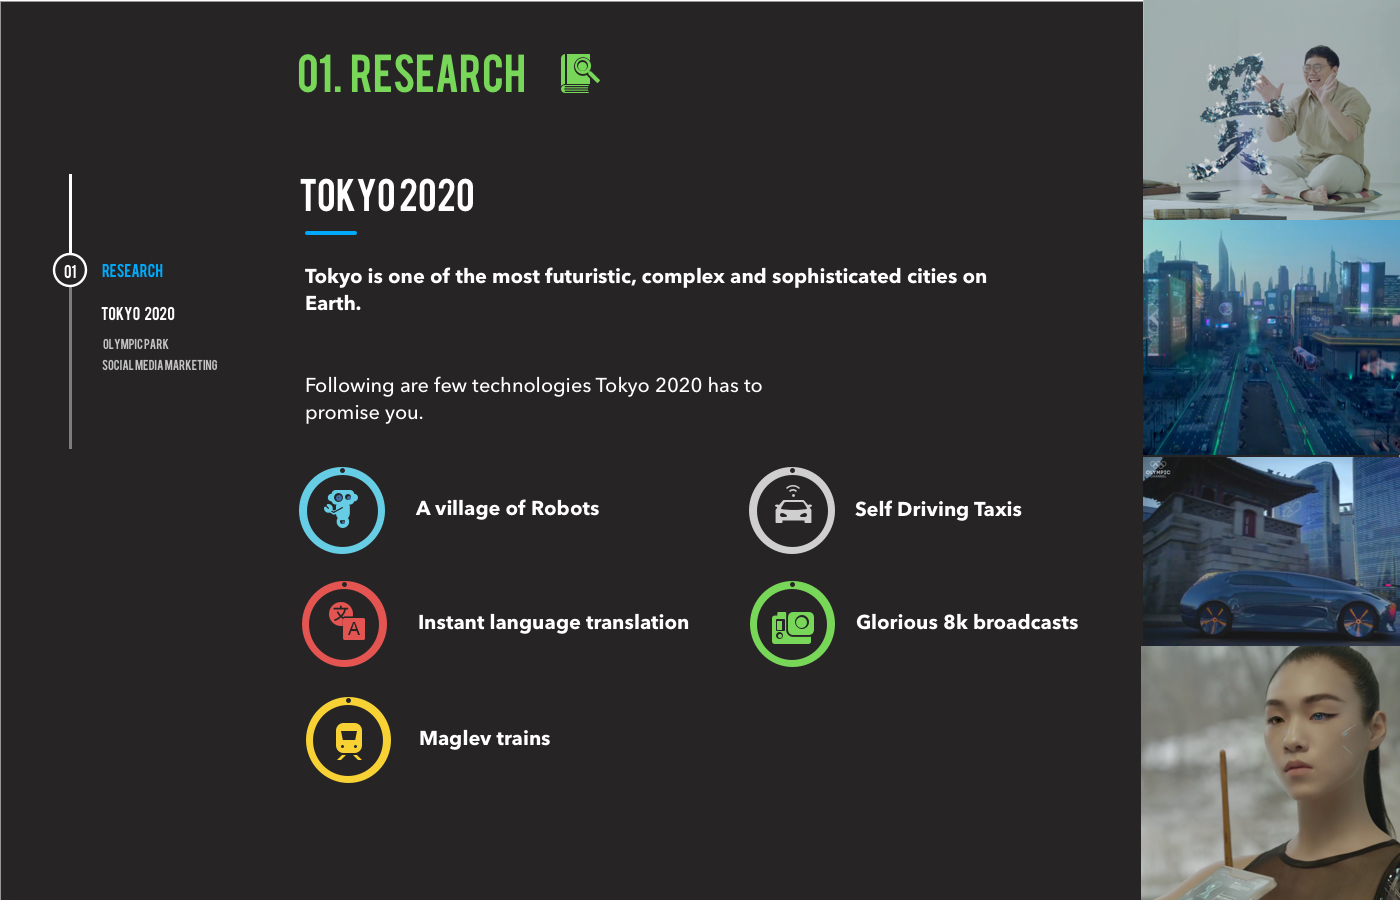 01. RESEARCH
TOKYO 2020
01
RESEARCH
TOKYO 2020
OLYMPIC PARK
SOCIAL MEDIA MARKETING
Tokyo is one of the most futuristic, complex and sophisticated cities on
Earth.
Following are few technologies Tokyo 2020 has to
promise you.
A village of Robots
Self Driving Taxis
文
A
Instant language translation
Glorious 8k broadcasts
Maglev trains
OLYMPIC
CHANNEL